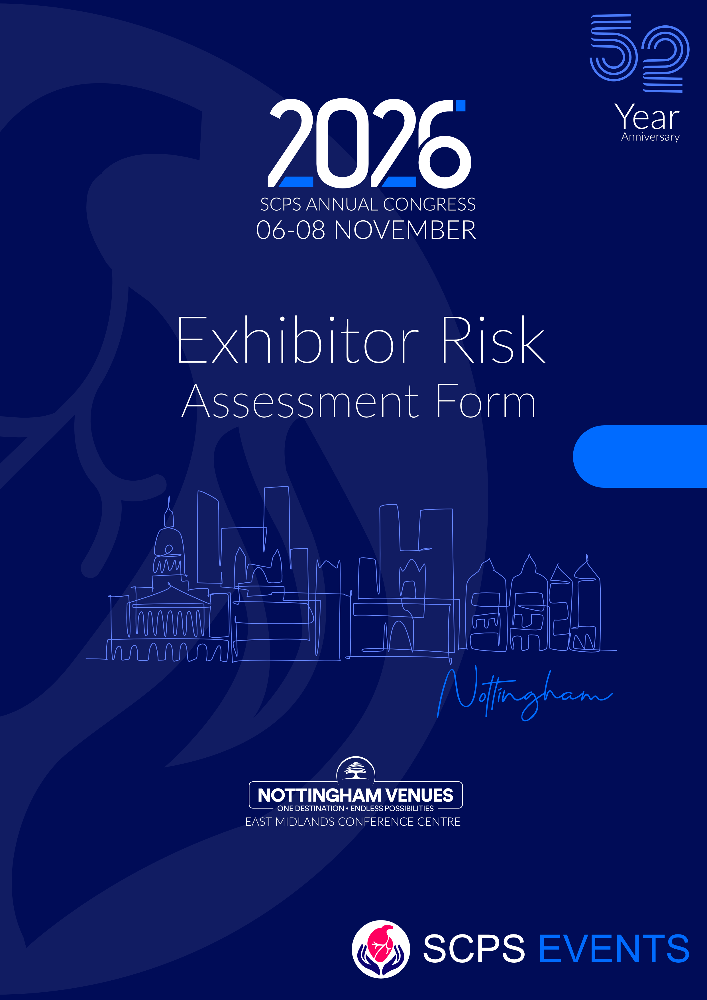 52
Year
Anniversary
2026
SCPS ANNUAL CONGRESS
06-08 NOVEMBER
Exhibitor Risk
Assessment Form
Nottingham
NOTTINGHAM VENUES
ONE DESTINATION • ENDLESS POSSIBILITIES
EAST MIDLANDS CONFERENCE CENTRE
SCPS EVENTS